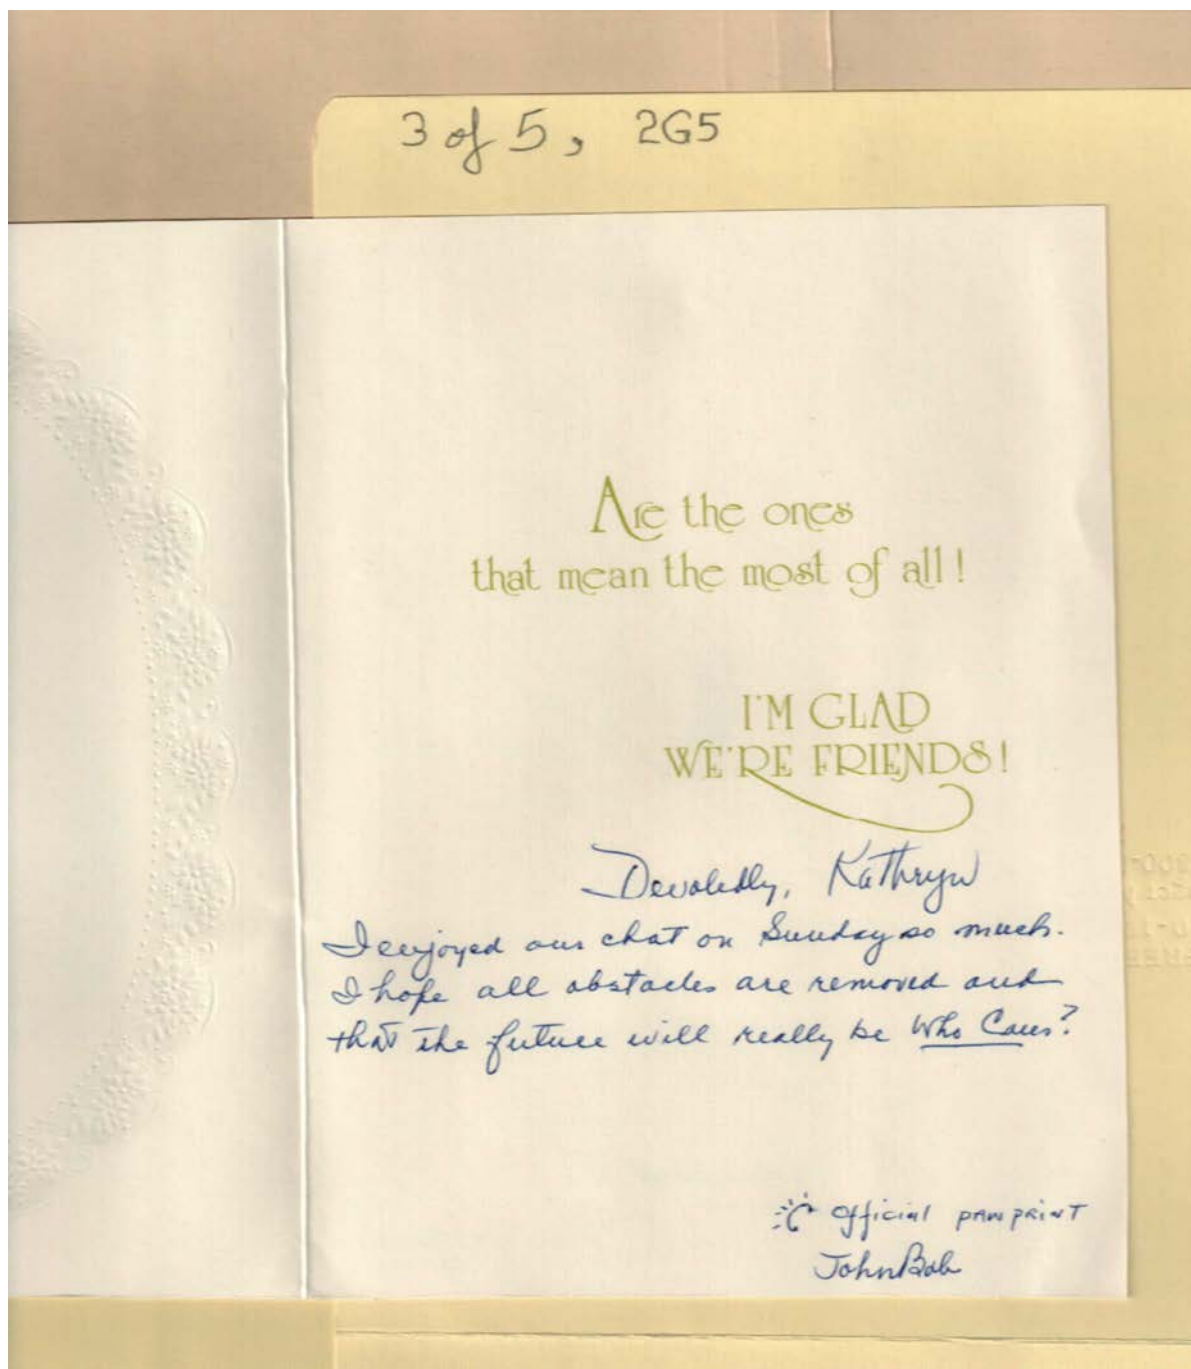 3 of 5, 2G5
Are the ones
that mean the most of all!
I'M GLAD
WE'RE FRIENDS!
Devotedly, Kathryn
I enjoyed our chat on Sunday so much.
I hope all obstacles are removed and
that the future will really be Who Cares?
Official pawprint
JohnBob